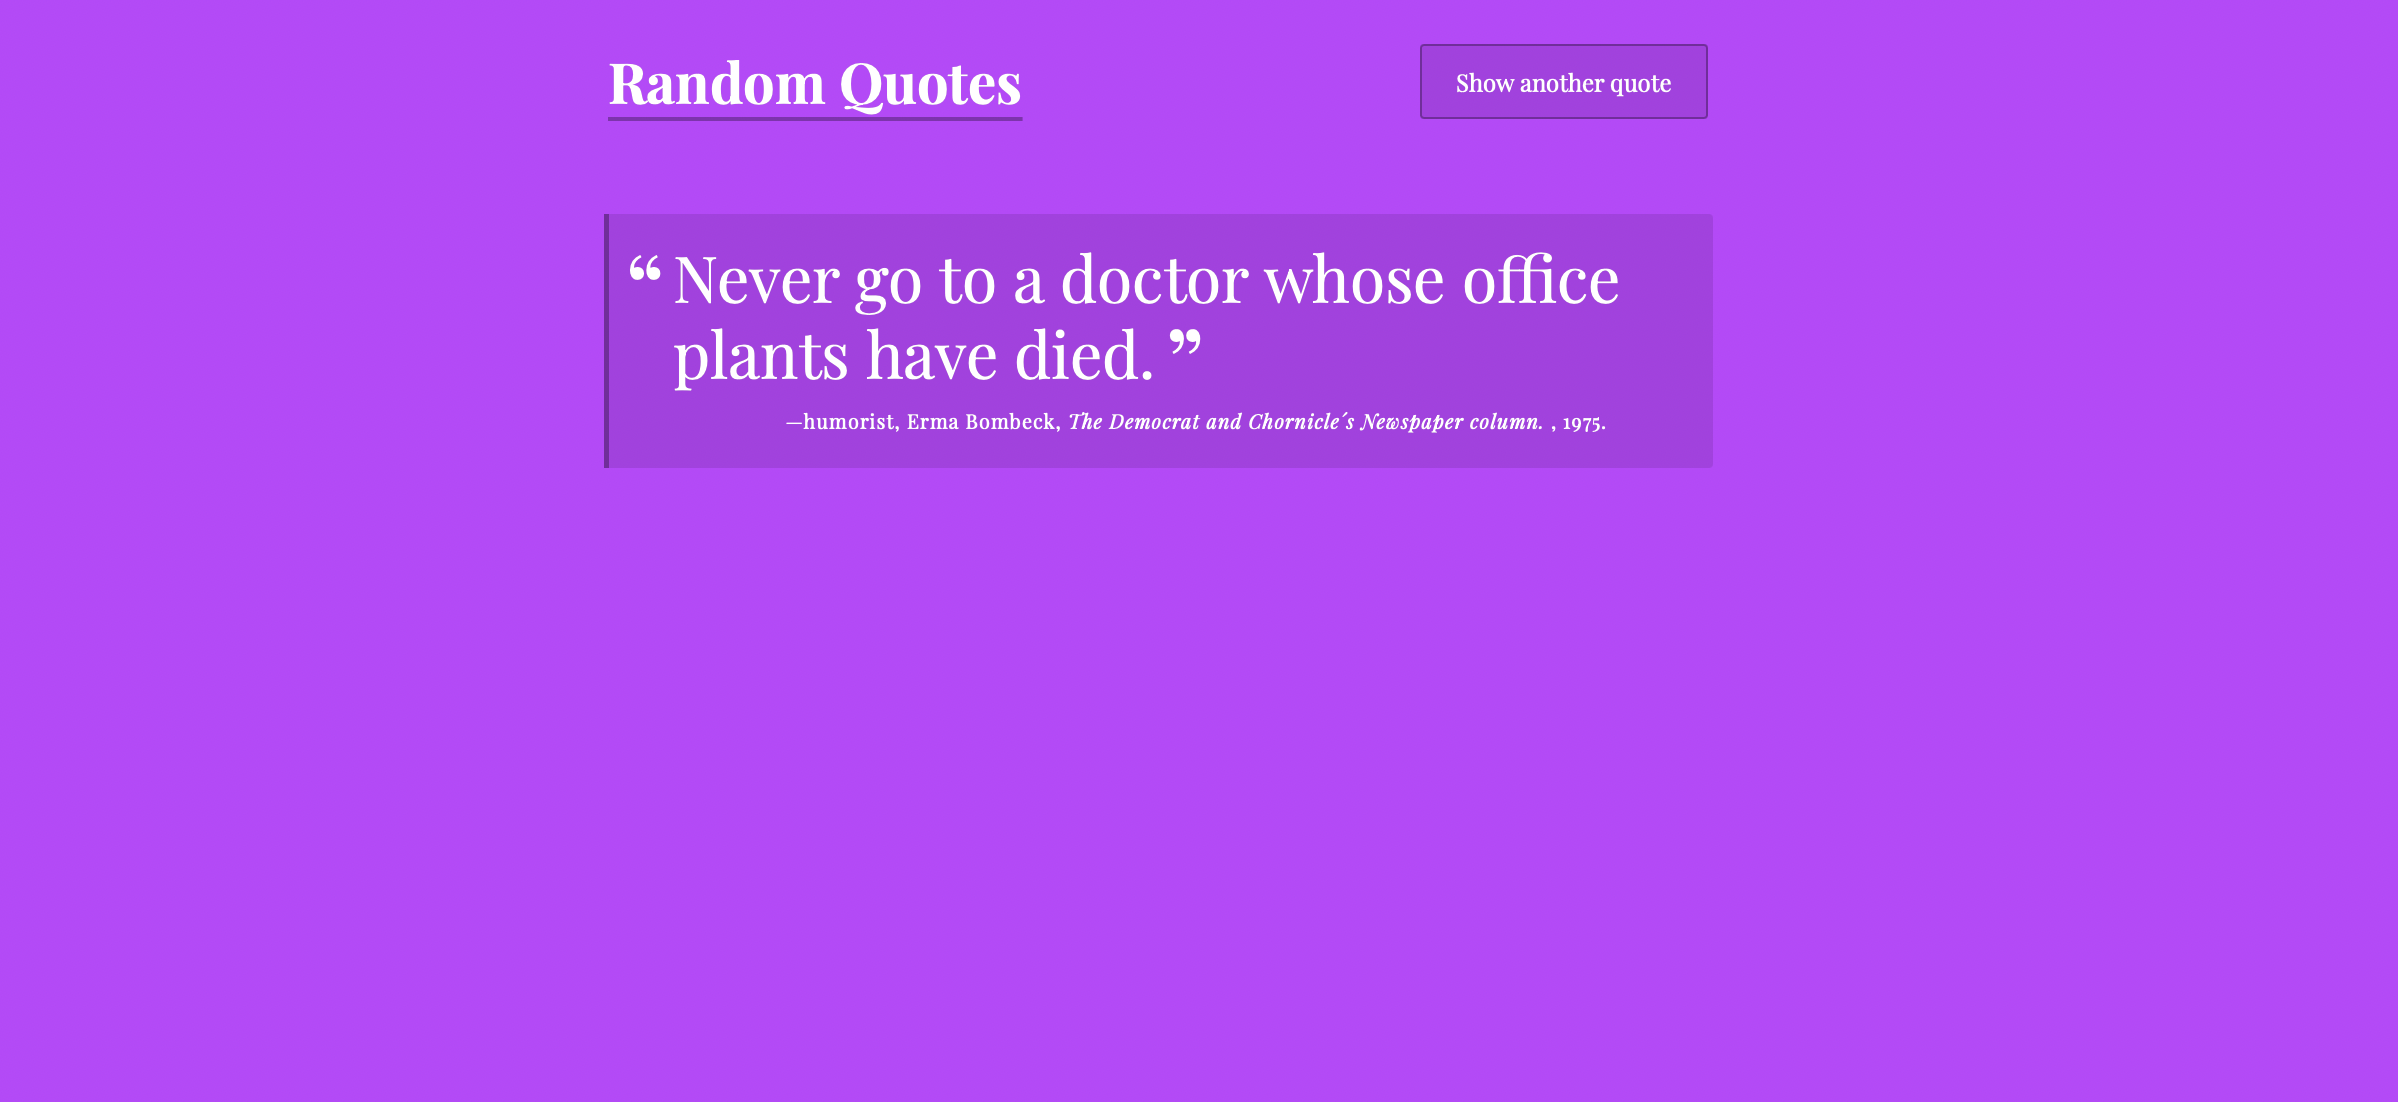 Random Quotes
Show another quote
“ Never go to a doctor whose office
plants have died. ”
—humorist, Erma Bombeck, The Democrat and Chornicle´s Newspaper column. , 1975.